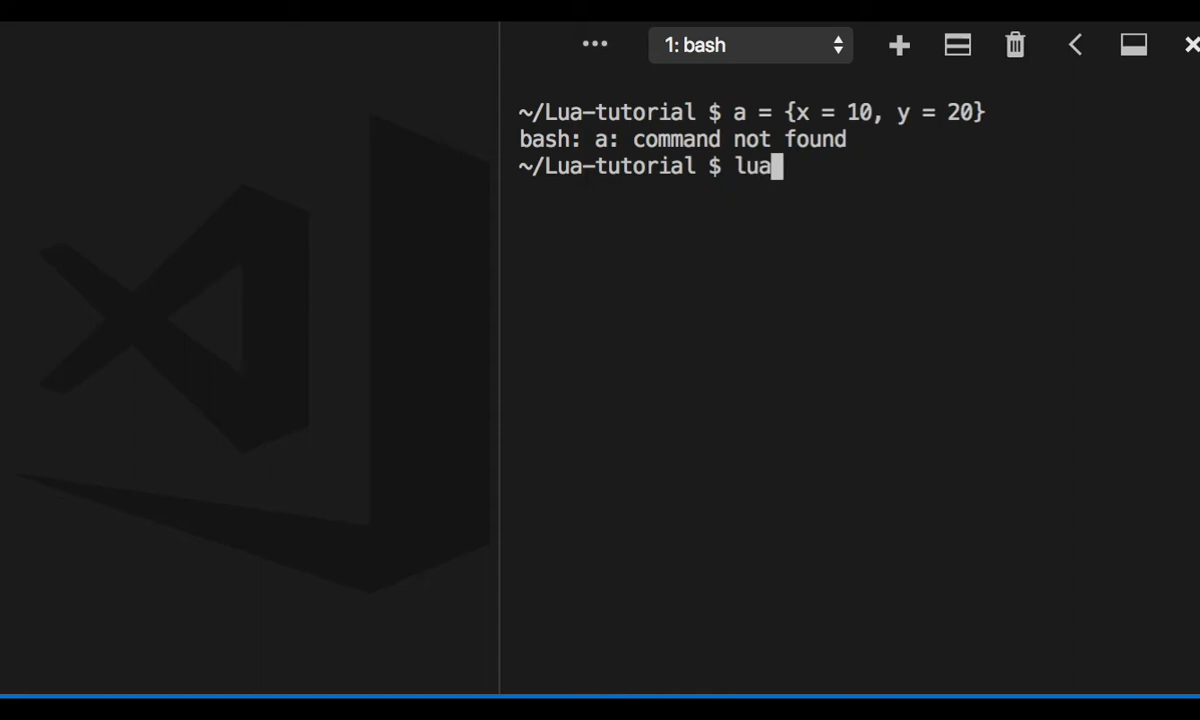 1: bash
~/Lua-tutorial $ a = {x = 10, y = 20}
bash: a: command not found
~/Lua-tutorial $ lua